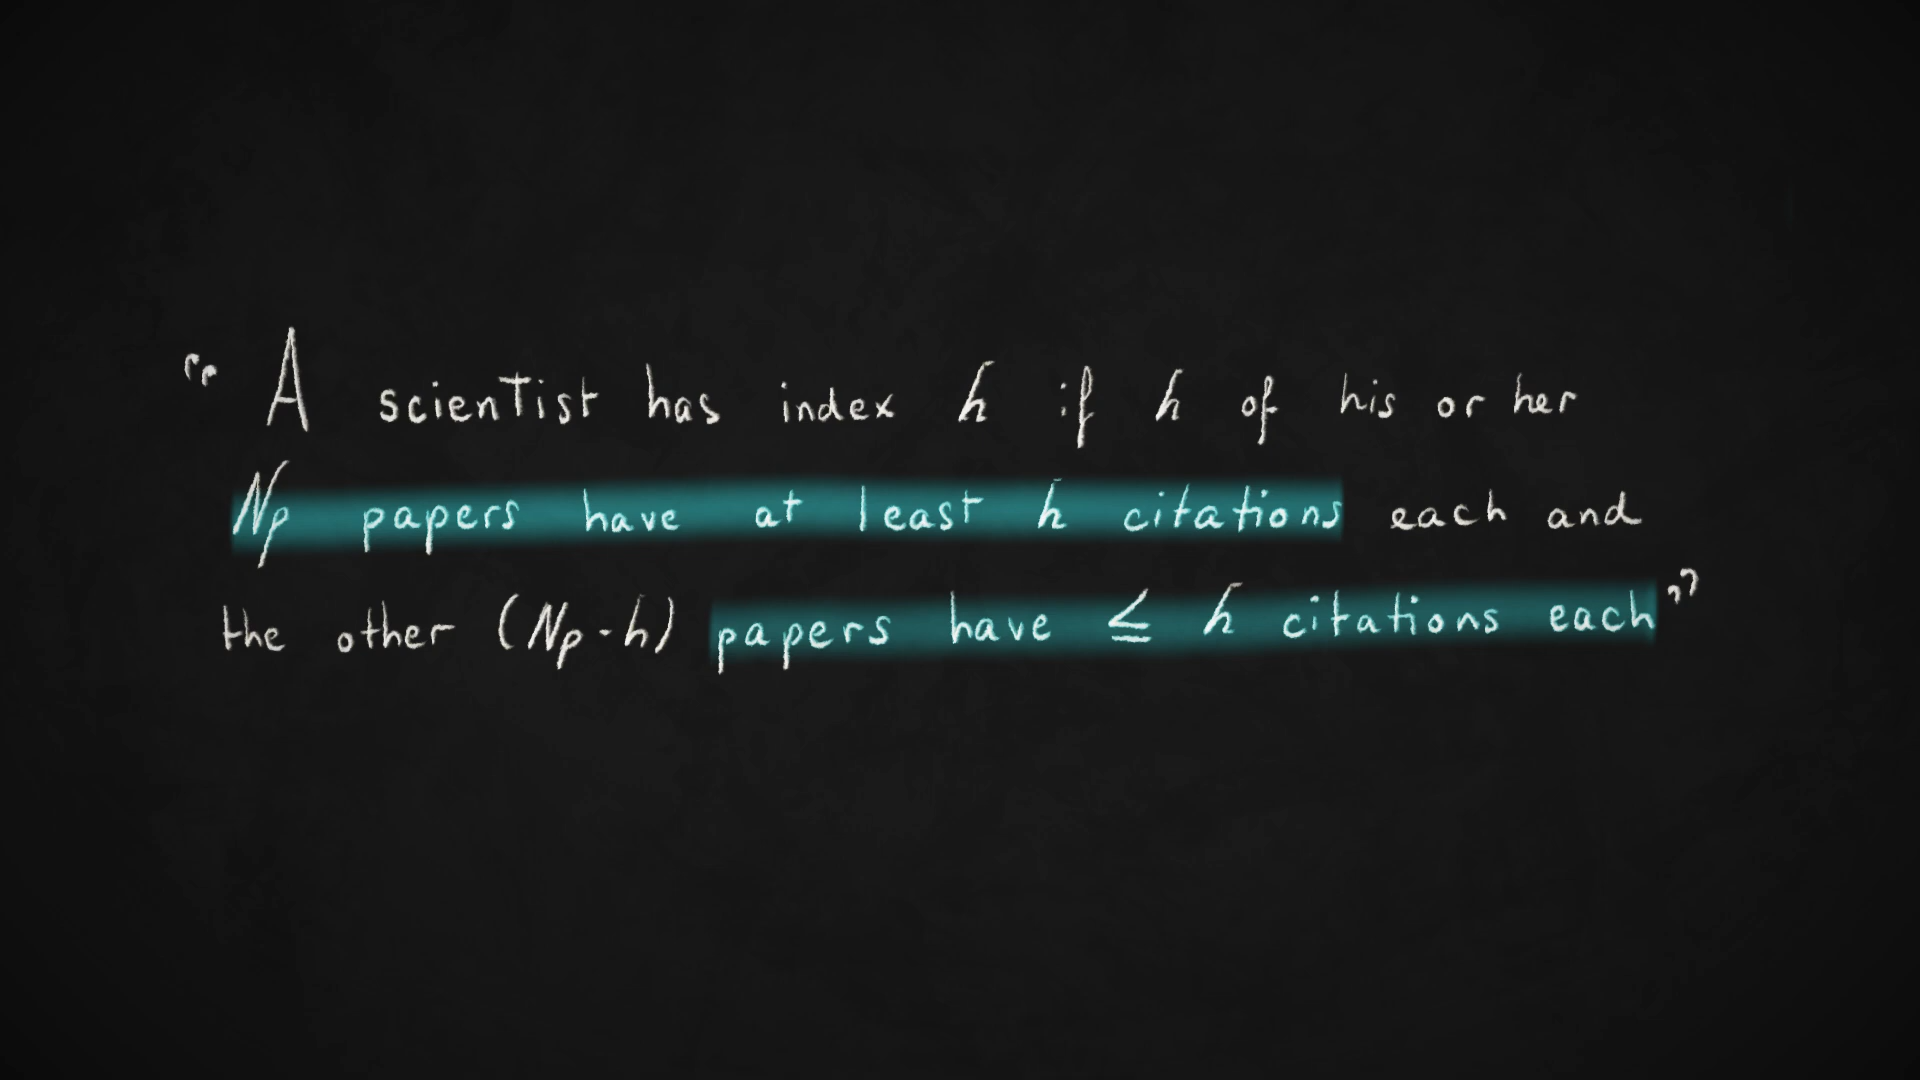 “A scientist has index h if h of his or her
Np papers have at least h citations each and
the other (Np-h) papers have ≤ h citations each”